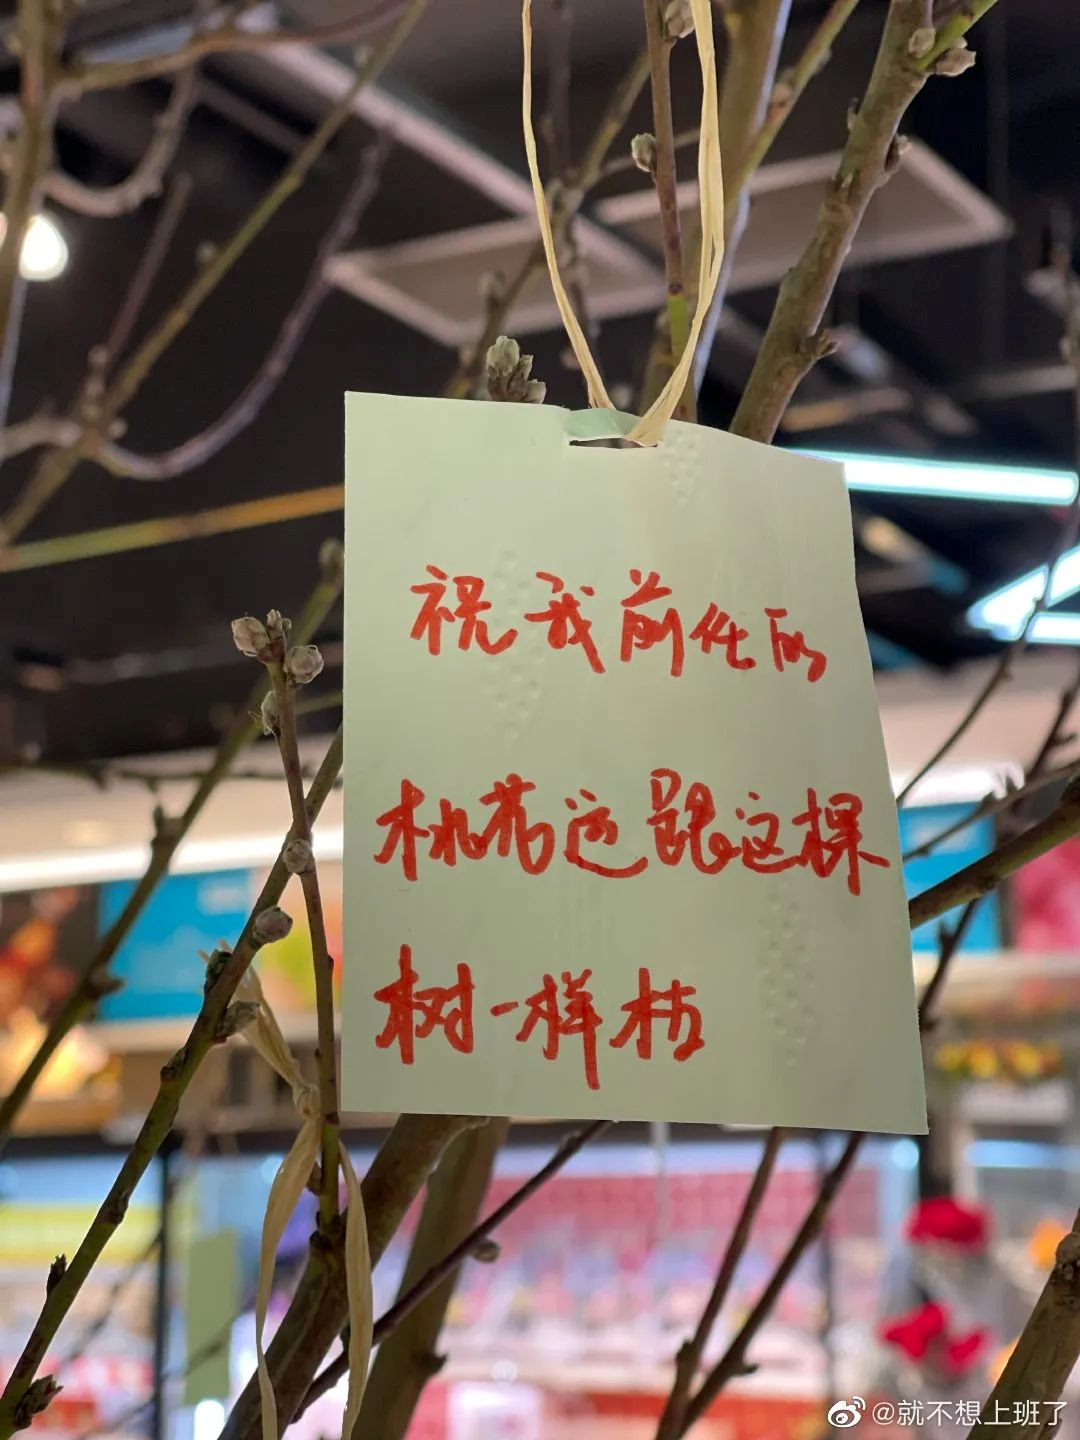 祝我前任的
桃花运跟这棵
树一样枯
@就不想上班了